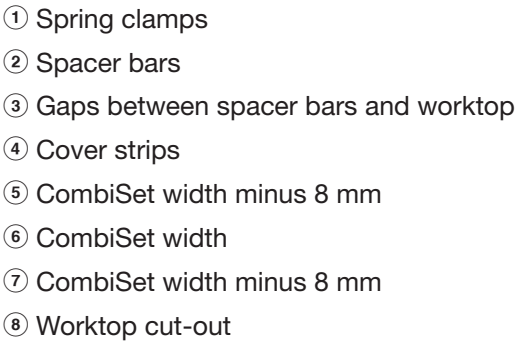 ① Spring clamps
② Spacer bars
③ Gaps between spacer bars and worktop
④ Cover strips
⑤ CombiSet width minus 8 mm
⑥ CombiSet width
⑦ CombiSet width minus 8 mm
⑧ Worktop cut-out